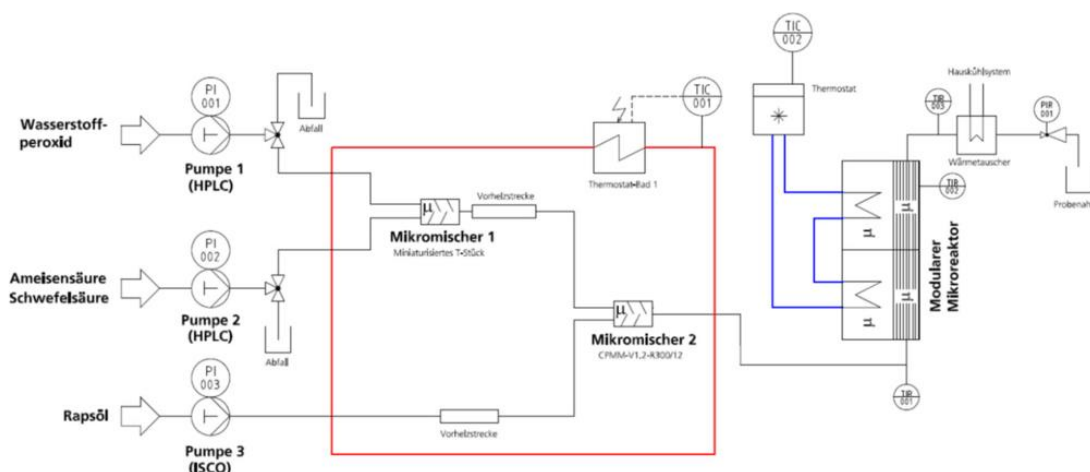 TIC
002
PI
001
Hauskühlsystem
Thermostat
TIC
001
TIR
003
PIR
001
Abfall
Wasserstoff-
peroxid
Pumpe 1
(HPLC)
Thermostat-Bad 1
Wärmetauscher
TIR
002
Probenah
Vorheizstrecke
μ
Mikromischer 1
Miniaturisiertes T-Stück
μ
μ
PI
002
Ameisensäure
Schwefelsäure
Pumpe 2
(HPLC)
μ
μ
μ
Modularer
Mikroreaktor
Mikromischer 2
CPMM-V1,2-R300/12
Abfall
PI
003
TIR
001
Rapsöl
Vorheizstrecke
Pumpe 3
(ISCO)